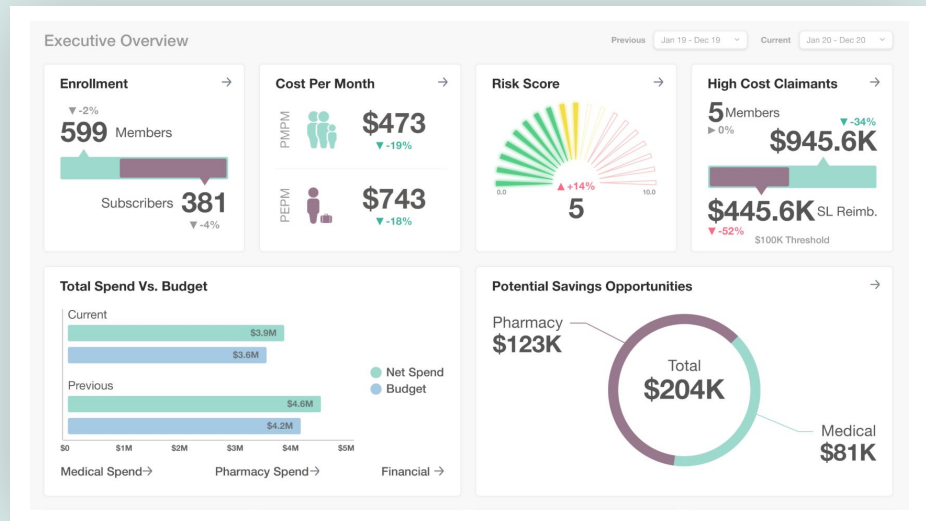 Executive Overview
Previous Jan 19 - Dec 19 Current Jan 20 - Dec 20
Enrollment →
▼-2%
599 Members
Subscribers 381
▼-4%
Cost Per Month →
PMPM $473
▼-19%
PEPM $743
▼-18%
Risk Score →
0.0 10.0
▲+14%
5
High Cost Claimants →
5 Members
▶0%
▼-34%
$945.6K
$445.6K SL Reimb.
▼-52%
$100K Threshold
Total Spend Vs. Budget
Current
$3.9M
$3.6M
Previous
$4.6M
$4.2M
Net Spend
Budget
$0 $1M $2M $3M $4M $5M
Medical Spend→ Pharmacy Spend→ Financial →
Potential Savings Opportunities →
Pharmacy
$123K
Total
$204K
Medical
$81K